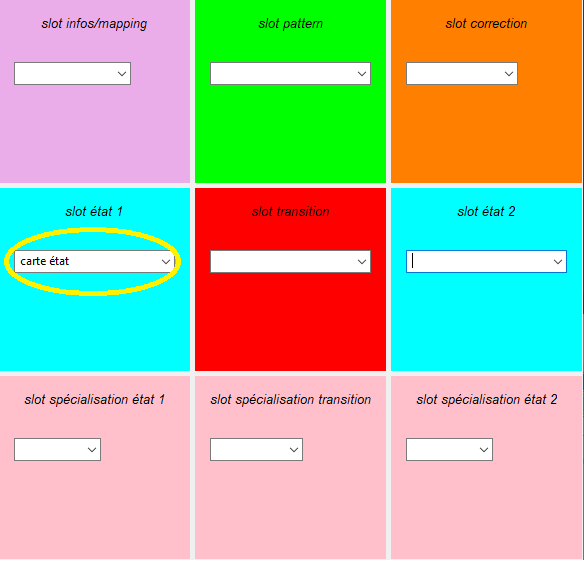 slot infos/mapping
slot pattern
slot correction
slot état 1
slot transition
slot état 2
carte état
slot spécialisation état 1
slot spécialisation transition
slot spécialisation état 2